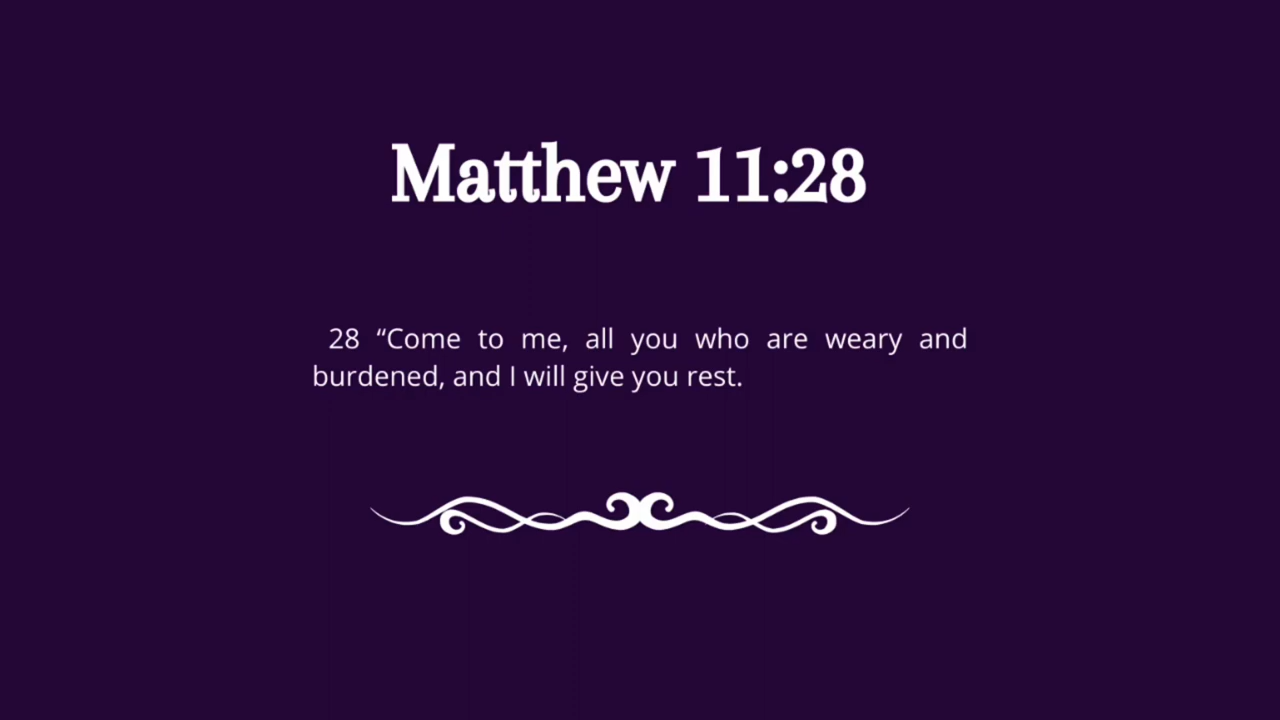 Matthew 11:28
28 “Come to me, all you who are weary and
burdened, and I will give you rest.